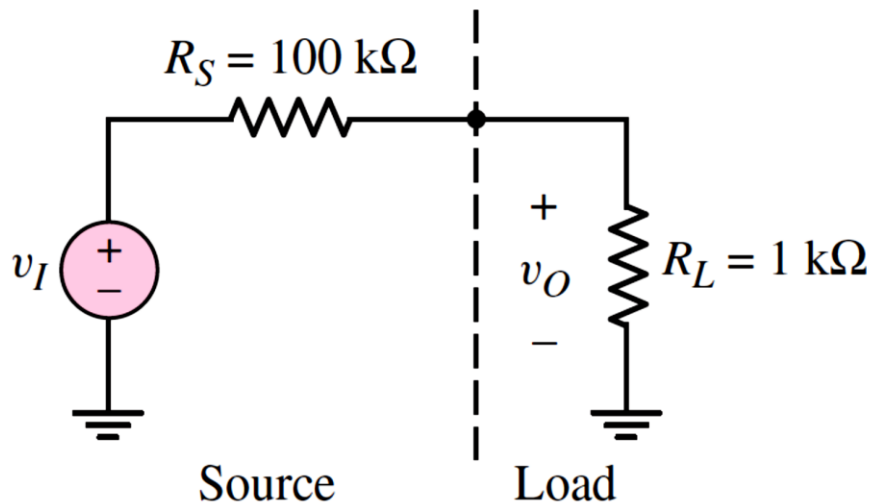 R_S = 100 kΩ
+
−
v_I
+
v_O
−
R_L = 1 kΩ
Source
Load